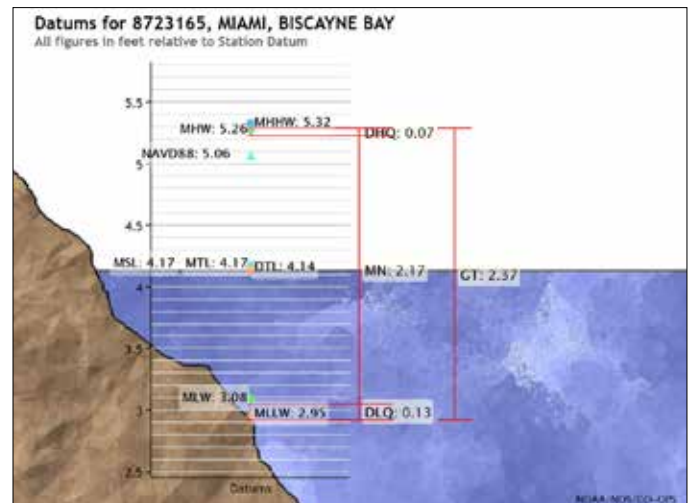 Datums for 8723165, MIAMI, BISCAYNE BAY
All figures in feet relative to Station Datum
5.5
MHHW: 5.32
MHW: 5.26
DHQ: 0.07
NAVD88: 5.06
5
4.5
MSL: 4.17
MTL: 4.17
DTL: 4.14
MN: 2.17
GT: 2.37
4
3.5
MLW: 3.08
3
MLLW: 2.95
DLQ: 0.13
2.5
Datums
NOAA/NOS/CO-OPS